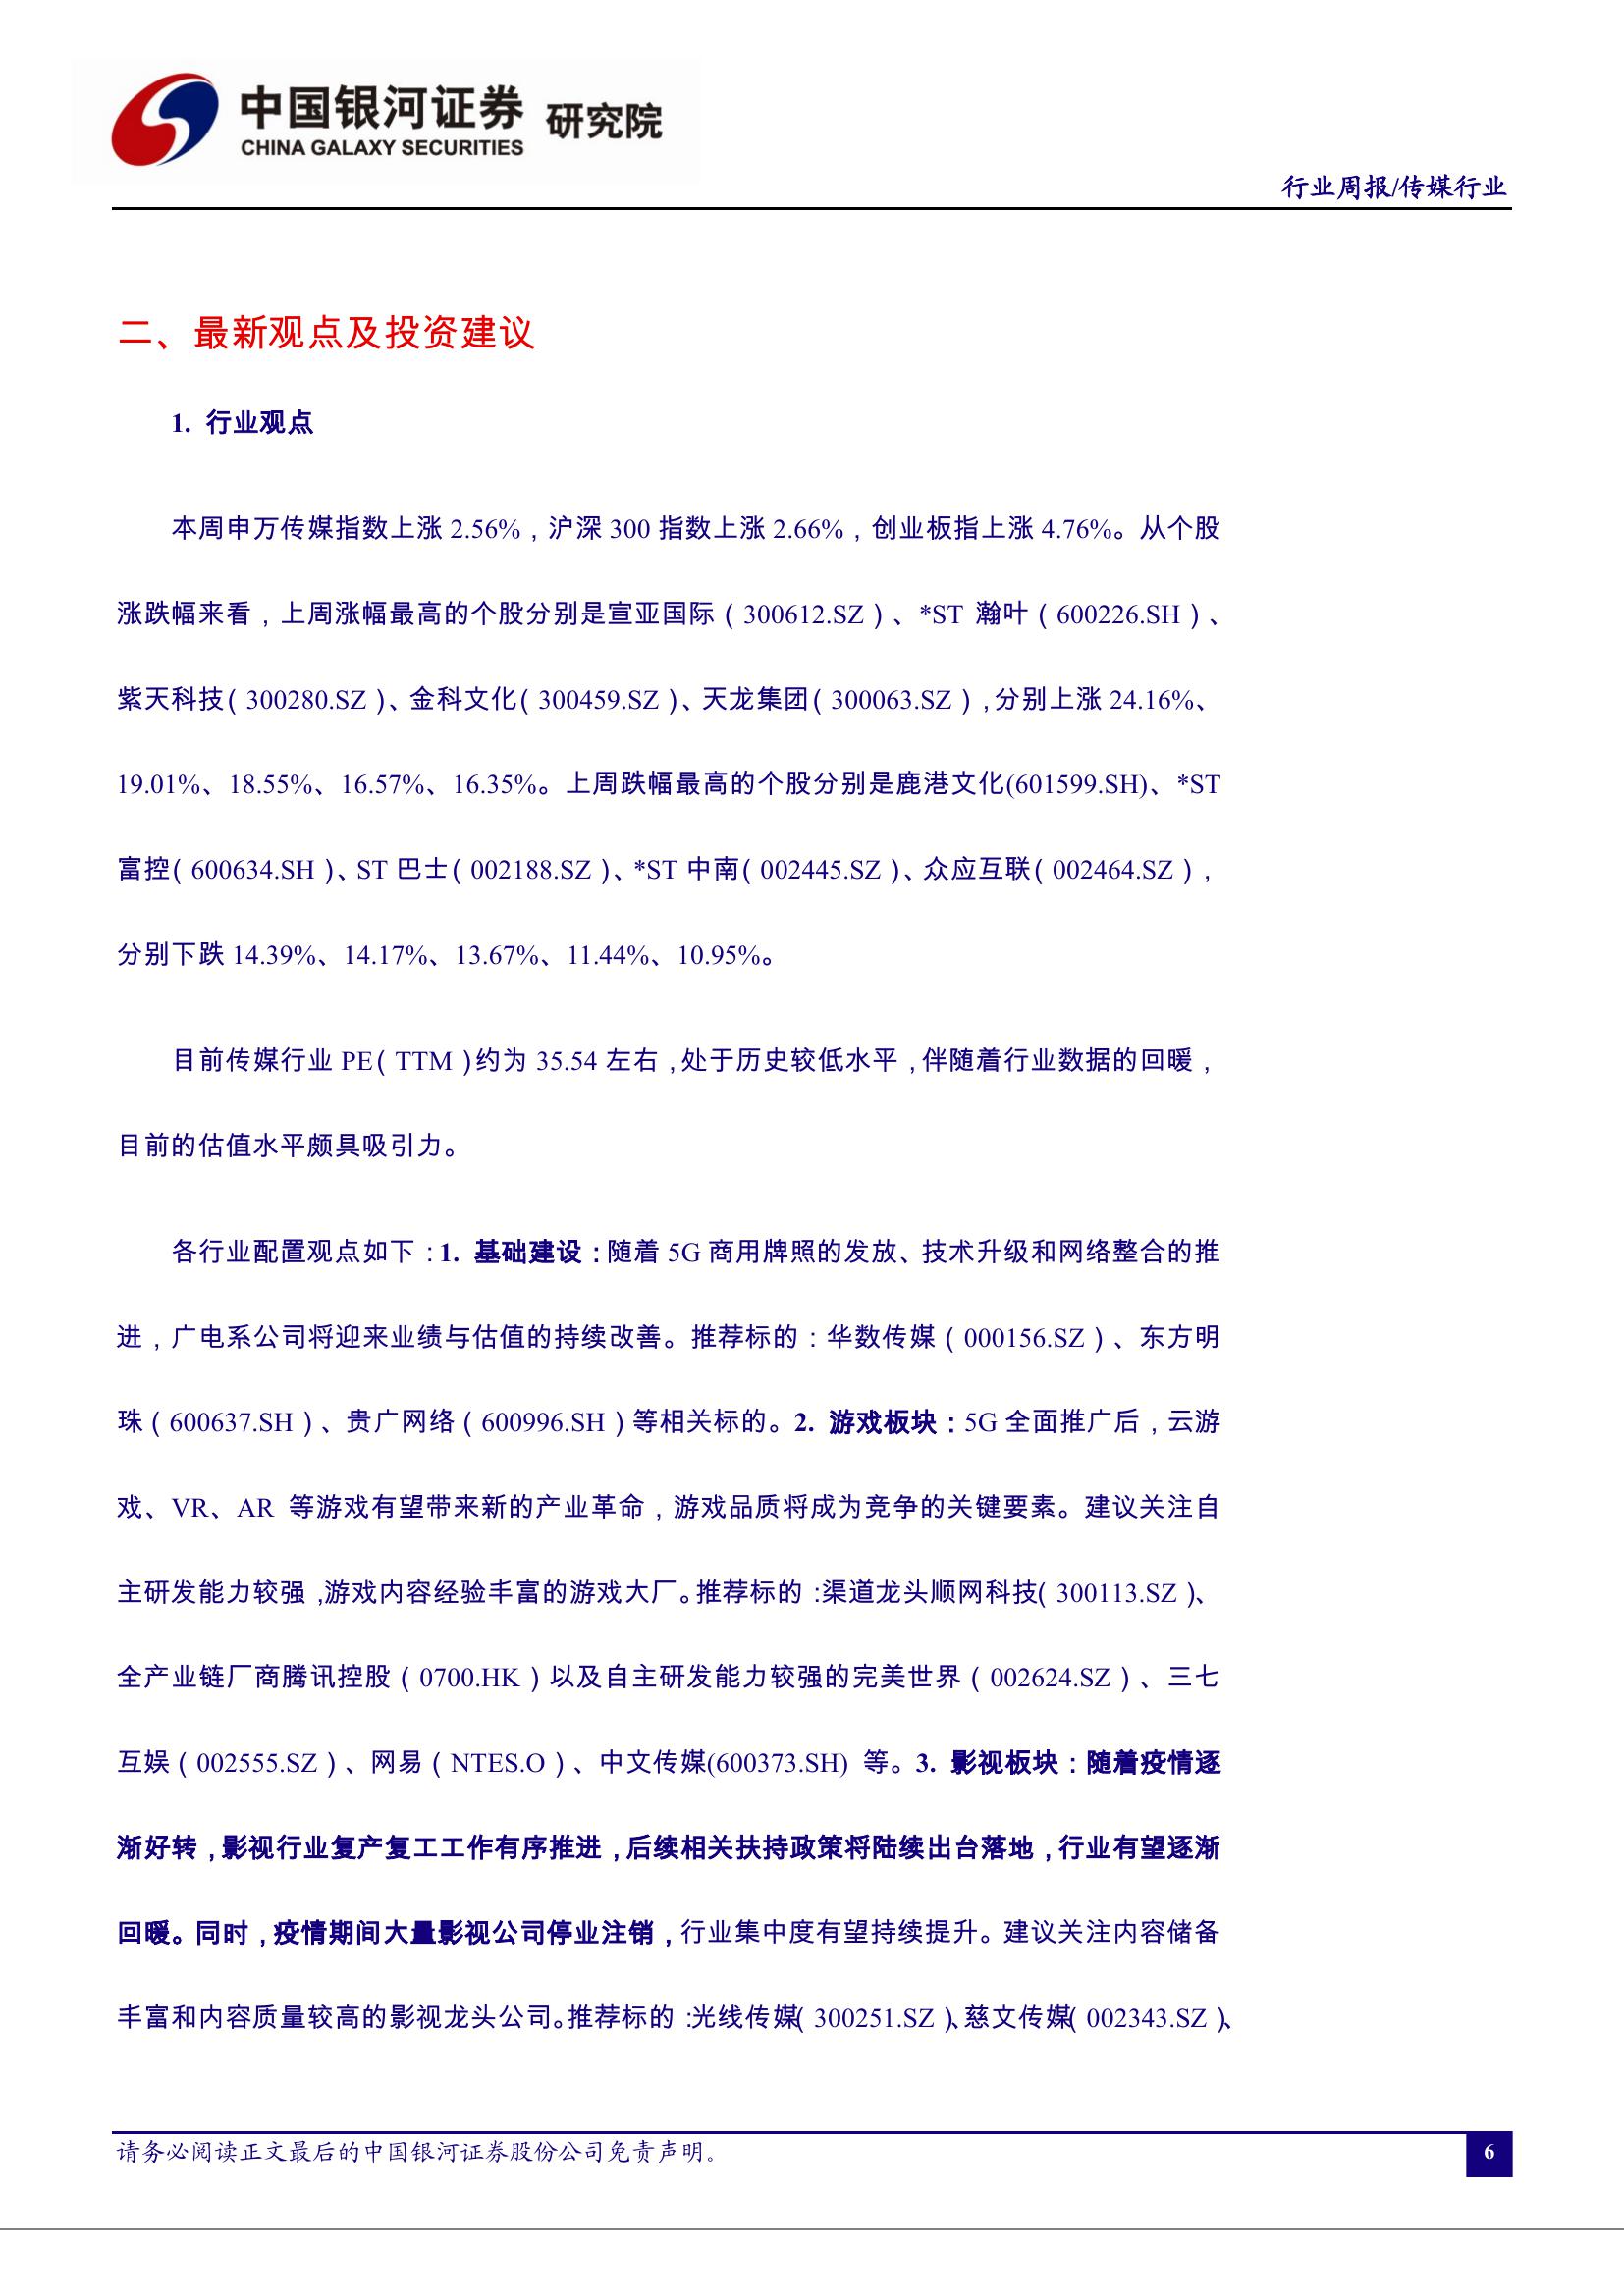 中国银河证券 研究院
CHINA GALAXY SECURITIES
行业周报/传媒行业
二、最新观点及投资建议
1. 行业观点
本周申万传媒指数上涨 2.56%，沪深 300 指数上涨 2.66%，创业板指上涨 4.76%。从个股
涨跌幅来看，上周涨幅最高的个股分别是宣亚国际（300612.SZ）、*ST 瀚叶（600226.SH）、
紫天科技（300280.SZ）、金科文化（300459.SZ）、天龙集团（300063.SZ），分别上涨 24.16%、
19.01%、18.55%、16.57%、16.35%。上周跌幅最高的个股分别是鹿港文化(601599.SH)、*ST
富控（600634.SH）、ST 巴士（002188.SZ）、*ST 中南（002445.SZ）、众应互联（002464.SZ），
分别下跌 14.39%、14.17%、13.67%、11.44%、10.95%。
目前传媒行业 PE（TTM）约为 35.54 左右，处于历史较低水平，伴随着行业数据的回暖，
目前的估值水平颇具吸引力。
各行业配置观点如下：1. 基础建设：随着 5G 商用牌照的发放、技术升级和网络整合的推
进，广电系公司将迎来业绩与估值的持续改善。推荐标的：华数传媒（000156.SZ）、东方明
珠（600637.SH）、贵广网络（600996.SH）等相关标的。2. 游戏板块：5G 全面推广后，云游
戏、VR、AR 等游戏有望带来新的产业革命，游戏品质将成为竞争的关键要素。建议关注自
主研发能力较强，游戏内容经验丰富的游戏大厂。推荐标的：渠道龙头顺网科技（300113.SZ）、
全产业链厂商腾讯控股（0700.HK）以及自主研发能力较强的完美世界（002624.SZ）、三七
互娱（002555.SZ）、网易（NTES.O）、中文传媒(600373.SH) 等。3. 影视板块：随着疫情逐
渐好转，影视行业复产复工工作有序推进，后续相关扶持政策将陆续出台落地，行业有望逐渐
回暖。同时，疫情期间大量影视公司停业注销，行业集中度有望持续提升。建议关注内容储备
丰富和内容质量较高的影视龙头公司。推荐标的：光线传媒（300251.SZ）、慈文传媒（002343.SZ）、
请务必阅读正文最后的中国银河证券股份公司免责声明。
6